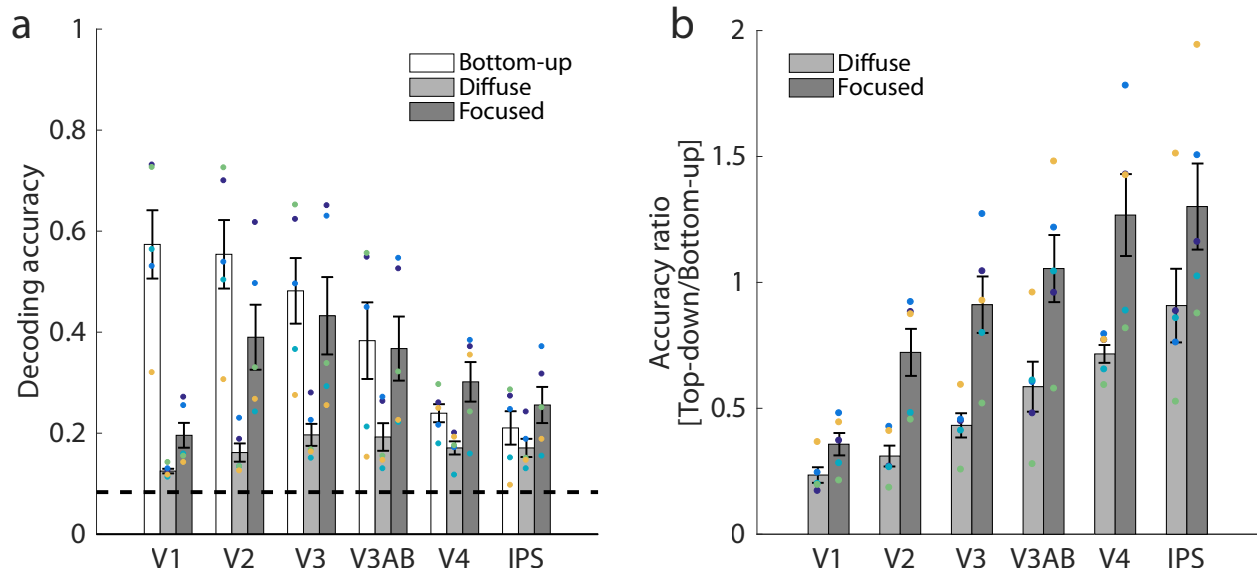 a
Decoding accuracy
1
0.8
0.6
0.4
0.2
0
Bottom-up
Diffuse
Focused
V1 V2 V3 V3AB V4 IPS
b
Accuracy ratio
[Top-down/Bottom-up]
2
1.5
1
0.5
0
Diffuse
Focused
V1 V2 V3 V3AB V4 IPS